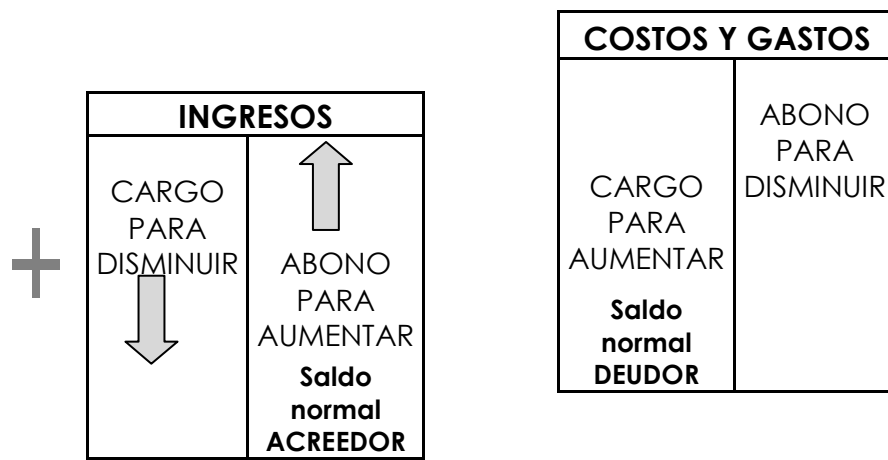 INGRESOS
CARGO
PARA
DISMINUIR
ABONO
PARA
AUMENTAR
Saldo
normal
ACREEDOR
COSTOS Y GASTOS
CARGO
PARA
AUMENTAR
Saldo
normal
DEUDOR
ABONO
PARA
DISMINUIR